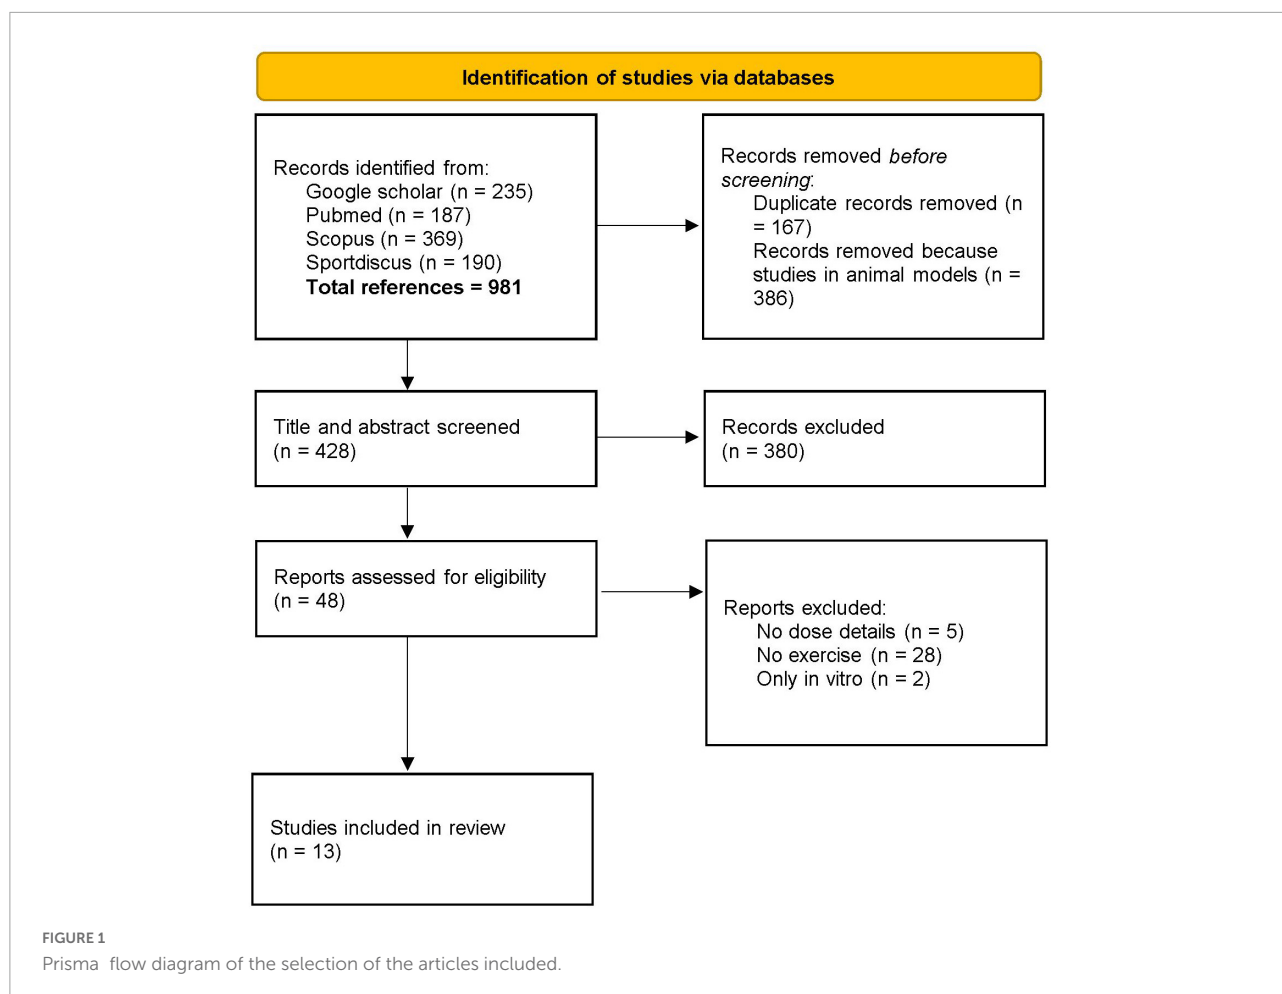 Identification of studies via databases
Records identified from:
Google scholar (n = 235)
Pubmed (n = 187)
Scopus (n = 369)
Sportdiscus (n = 190)
Total references = 981
Records removed before
screening:
Duplicate records removed (n
= 167)
Records removed because
studies in animal models (n =
386)
Title and abstract screened
(n = 428)
Records excluded
(n = 380)
Reports assessed for eligibility
(n = 48)
Reports excluded:
No dose details (n = 5)
No exercise (n = 28)
Only in vitro (n = 2)
Studies included in review
(n = 13)
FIGURE 1
Prisma flow diagram of the selection of the articles included.